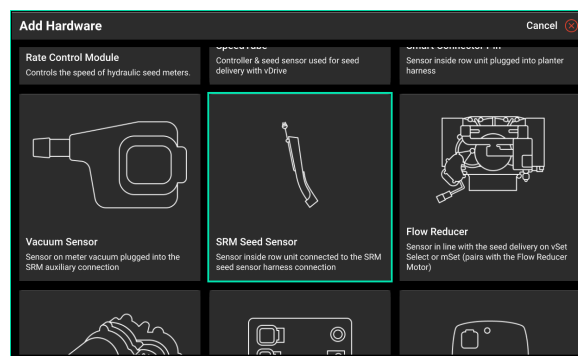 Add Hardware
Cancel
Rate Control Module
Controls the speed of hydraulic seed meters.
SpeedTube
Controller & seed sensor used for seed
delivery with vDrive
Smart Connector Pin
Sensor inside row unit plugged into planter
harness
Vacuum Sensor
Sensor on meter vacuum plugged into the
SRM auxiliary connection
SRM Seed Sensor
Sensor inside row unit connected to the SRM
seed sensor harness connection
Flow Reducer
Sensor in line with the seed delivery on vSet
Select or mSet (pairs with the Flow Reducer
Motor)